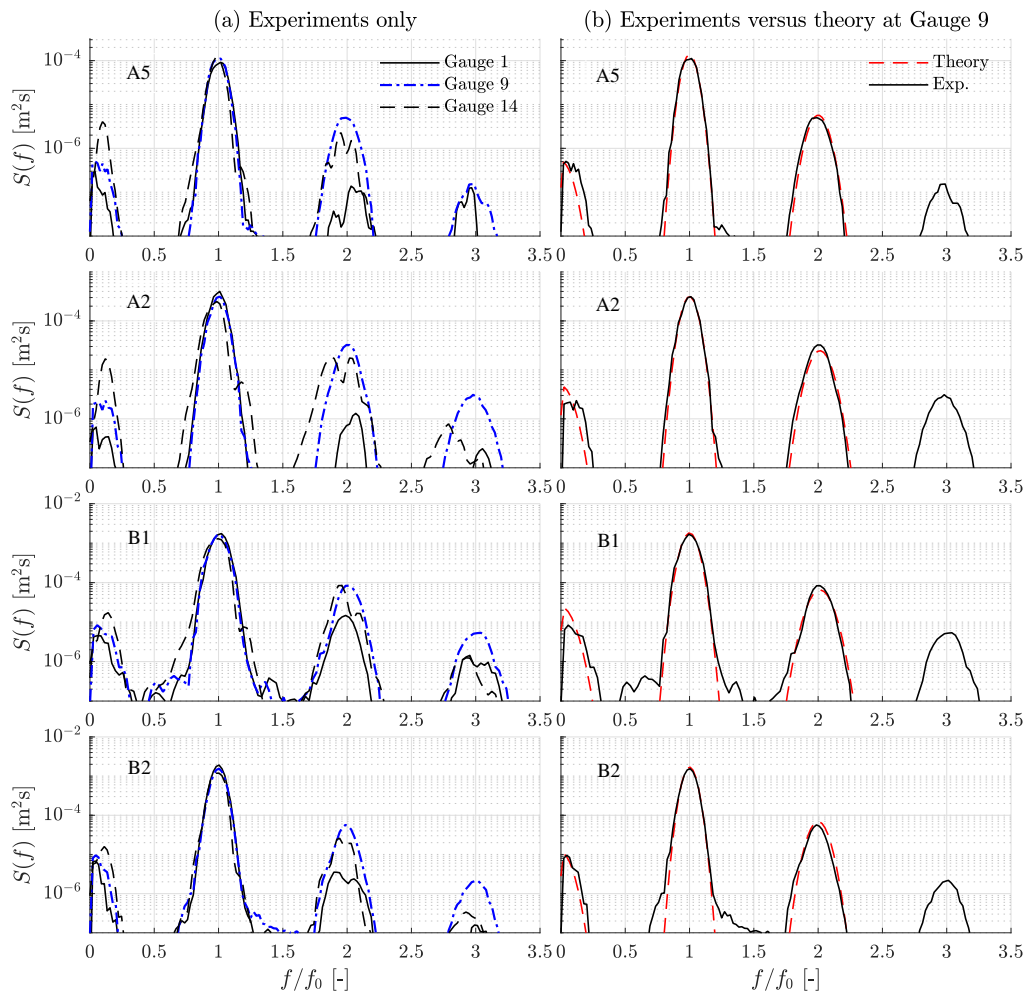 (a) Experiments only
(b) Experiments versus theory at Gauge 9
A5
Gauge 1
Gauge 9
Gauge 14
10⁻⁴
10⁻⁶
S(f) [m²s]
0 0.5 1 1.5 2 2.5 3 3.5
A5
Theory
Exp.
0 0.5 1 1.5 2 2.5 3 3.5
A2
10⁻⁴
10⁻⁶
S(f) [m²s]
0 0.5 1 1.5 2 2.5 3 3.5
A2
0 0.5 1 1.5 2 2.5 3 3.5
B1
10⁻²
10⁻⁴
10⁻⁶
S(f) [m²s]
0 0.5 1 1.5 2 2.5 3 3.5
B1
0 0.5 1 1.5 2 2.5 3 3.5
B2
10⁻²
10⁻⁴
10⁻⁶
S(f) [m²s]
0 0.5 1 1.5 2 2.5 3 3.5
f/f₀ [-]
B2
0 0.5 1 1.5 2 2.5 3 3.5
f/f₀ [-]